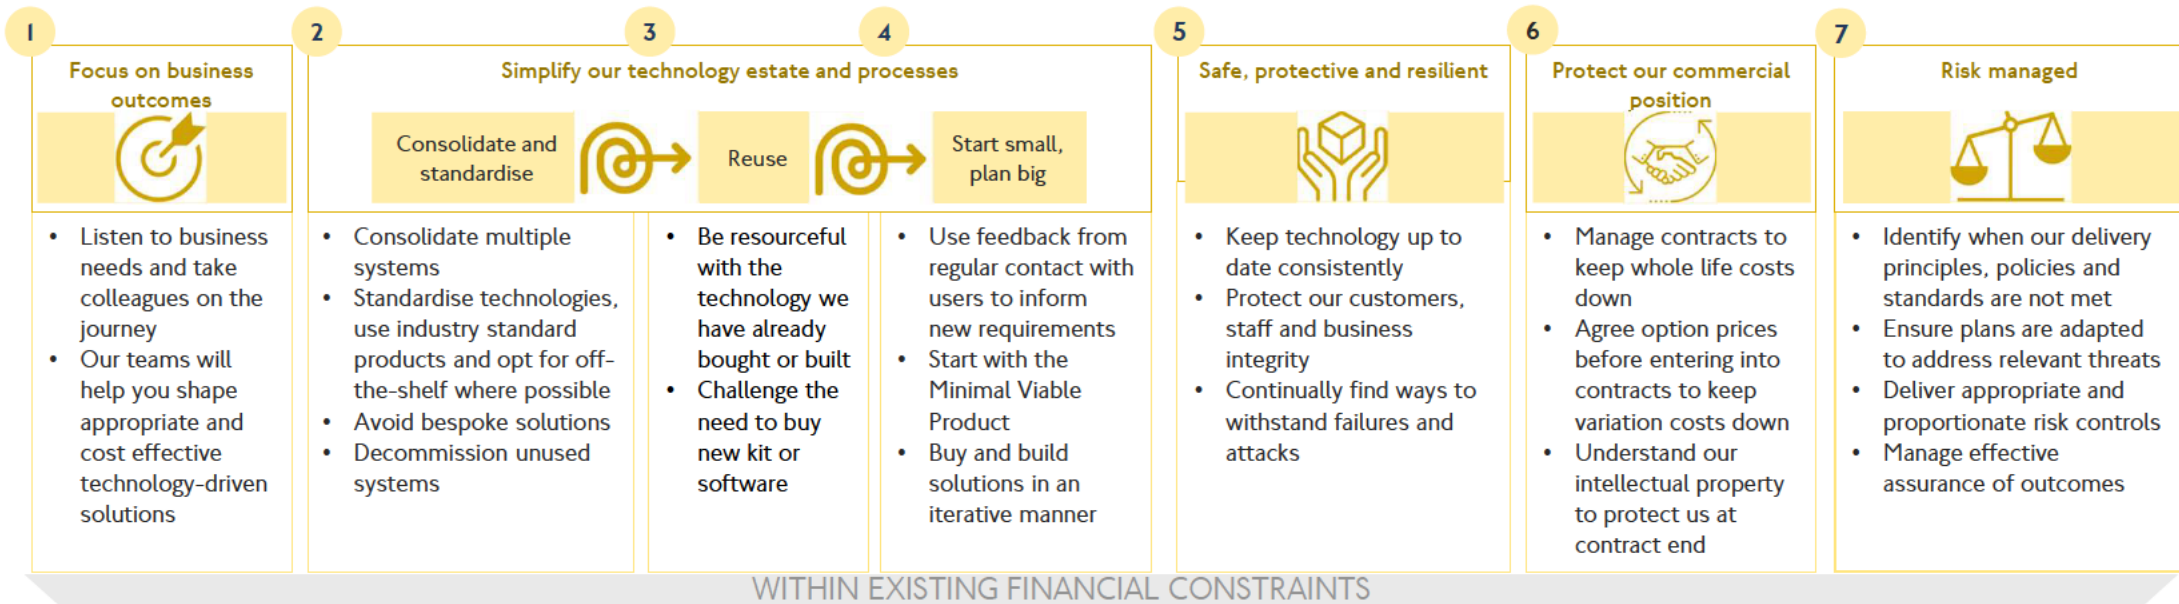 1
Focus on business
outcomes
• Listen to business
needs and take
colleagues on the
journey
• Our teams will
help you shape
appropriate and
cost effective
technology-driven
solutions
2
3
4
Simplify our technology estate and processes
Consolidate and
standardise
Reuse
Start small,
plan big
• Consolidate multiple
systems
• Standardise technologies,
use industry standard
products and opt for off-
the-shelf where possible
• Avoid bespoke solutions
• Decommission unused
systems
• Be resourceful
with the
technology we
have already
bought or built
• Challenge the
need to buy
new kit or
software
• Use feedback from
regular contact with
users to inform
new requirements
• Start with the
Minimal Viable
Product
• Buy and build
solutions in an
iterative manner
5
Safe, protective and resilient
• Keep technology up to
date consistently
• Protect our customers,
staff and business
integrity
• Continually find ways to
withstand failures and
attacks
6
Protect our commercial
position
• Manage contracts to
keep whole life costs
down
• Agree option prices
before entering into
contracts to keep
variation costs down
• Understand our
intellectual property
to protect us at
contract end
7
Risk managed
• Identify when our delivery
principles, policies and
standards are not met
• Ensure plans are adapted
to address relevant threats
• Deliver appropriate and
proportionate risk controls
• Manage effective
assurance of outcomes
WITHIN EXISTING FINANCIAL CONSTRAINTS